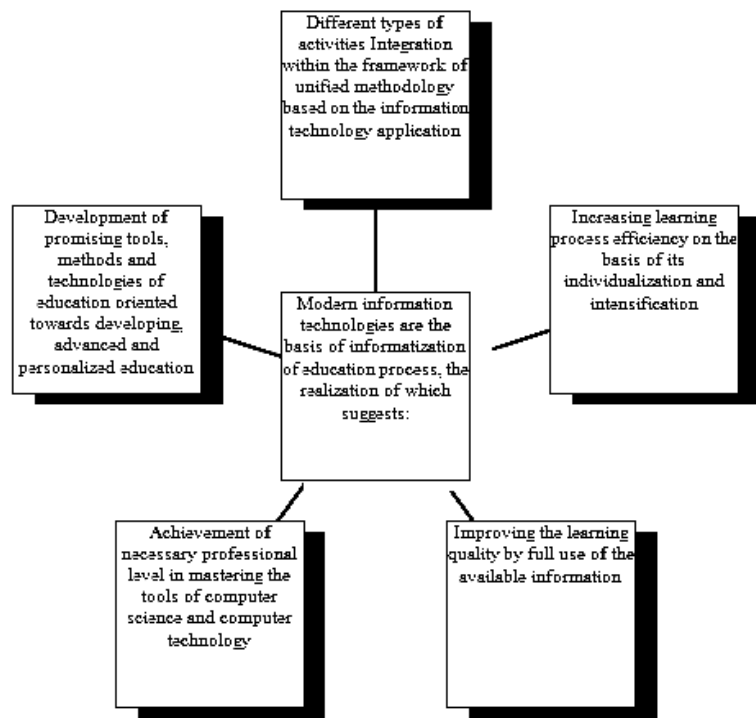 Different types of
activities Integration
within the framework of
unified methodology
based on the information
technology application
Development of
promising tools,
methods and
technologies of
education oriented
towards developing,
advanced and
personalized education
Increasing learning
process efficiency on the
basis of its
individualization and
intensification
Modern information
technologies are the
basis of informatization
of education process, the
realization of which
suggests:
Achievement of
necessary professional
level in mastering the
tools of computer
science and computer
technology
Improving the learning
quality by full use of the
available information